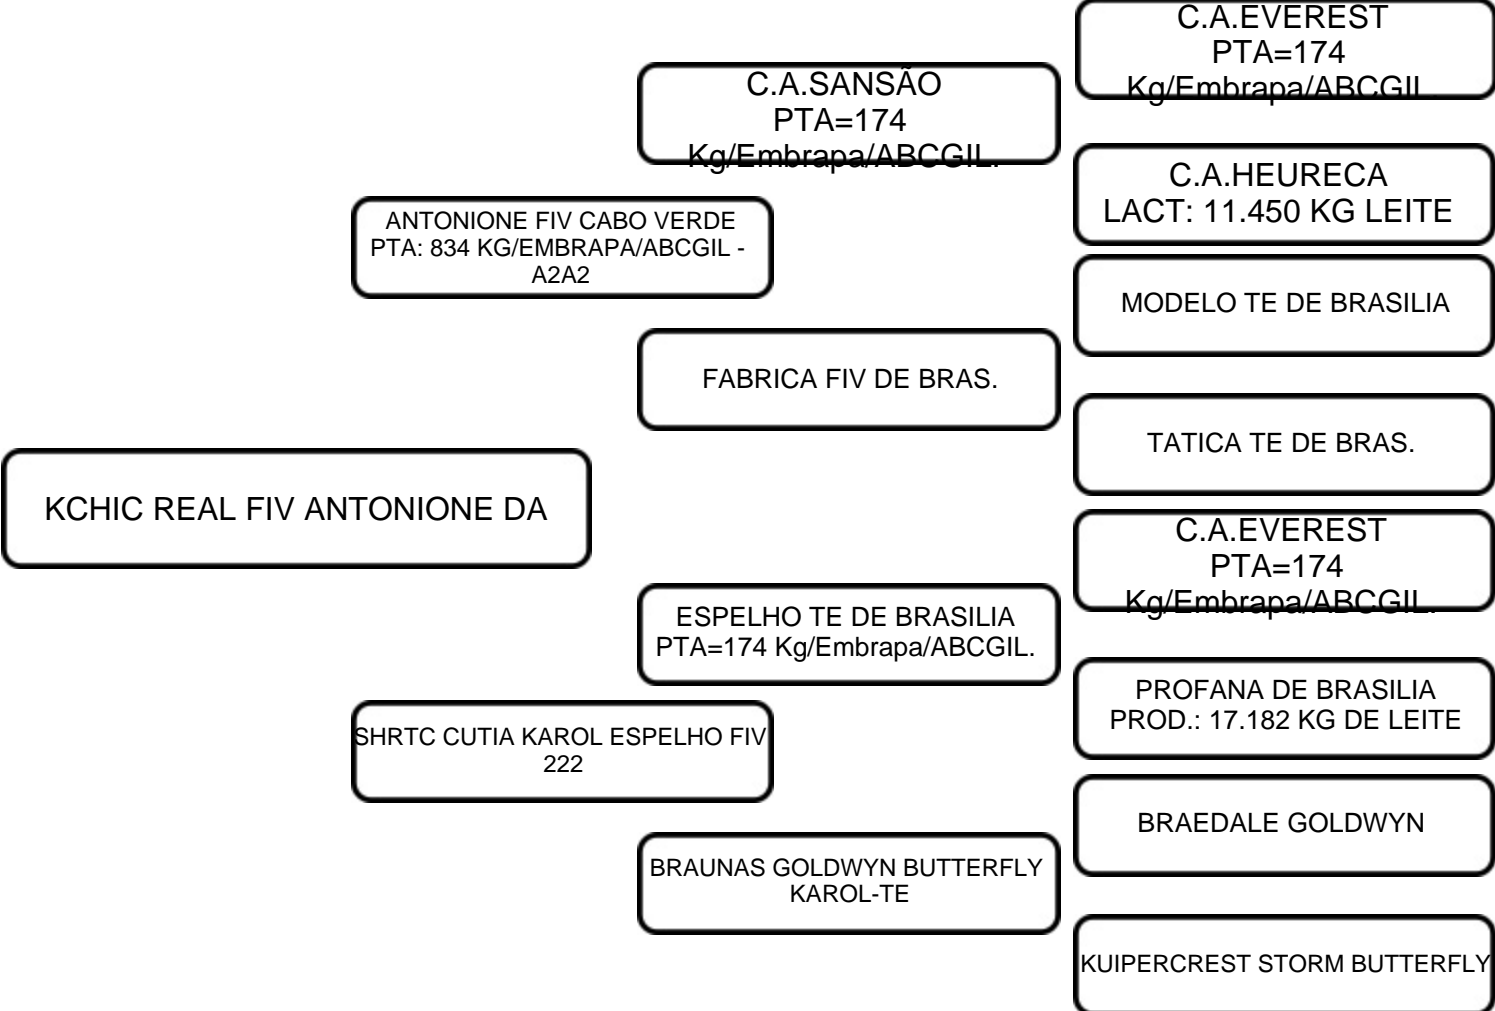 C.A.EVEREST
PTA=174
Kg/Embrapa/ABCGIL.
C.A.SANSÃO
PTA=174
Kg/Embrapa/ABCGIL.
C.A.HEURECA
LACT: 11.450 KG LEITE
ANTONIONE FIV CABO VERDE
PTA: 834 KG/EMBRAPA/ABCGIL -
A2A2
MODELO TE DE BRASILIA
FABRICA FIV DE BRAS.
TATICA TE DE BRAS.
KCHIC REAL FIV ANTONIONE DA
C.A.EVEREST
PTA=174
Kg/Embrapa/ABCGIL.
ESPELHO TE DE BRASILIA
PTA=174 Kg/Embrapa/ABCGIL.
PROFANA DE BRASILIA
PROD.: 17.182 KG DE LEITE
SHRTC CUTIA KAROL ESPELHO FIV
222
BRAEDALE GOLDWYN
BRAUNAS GOLDWYN BUTTERFLY
KAROL-TE
KUIPERCREST STORM BUTTERFLY